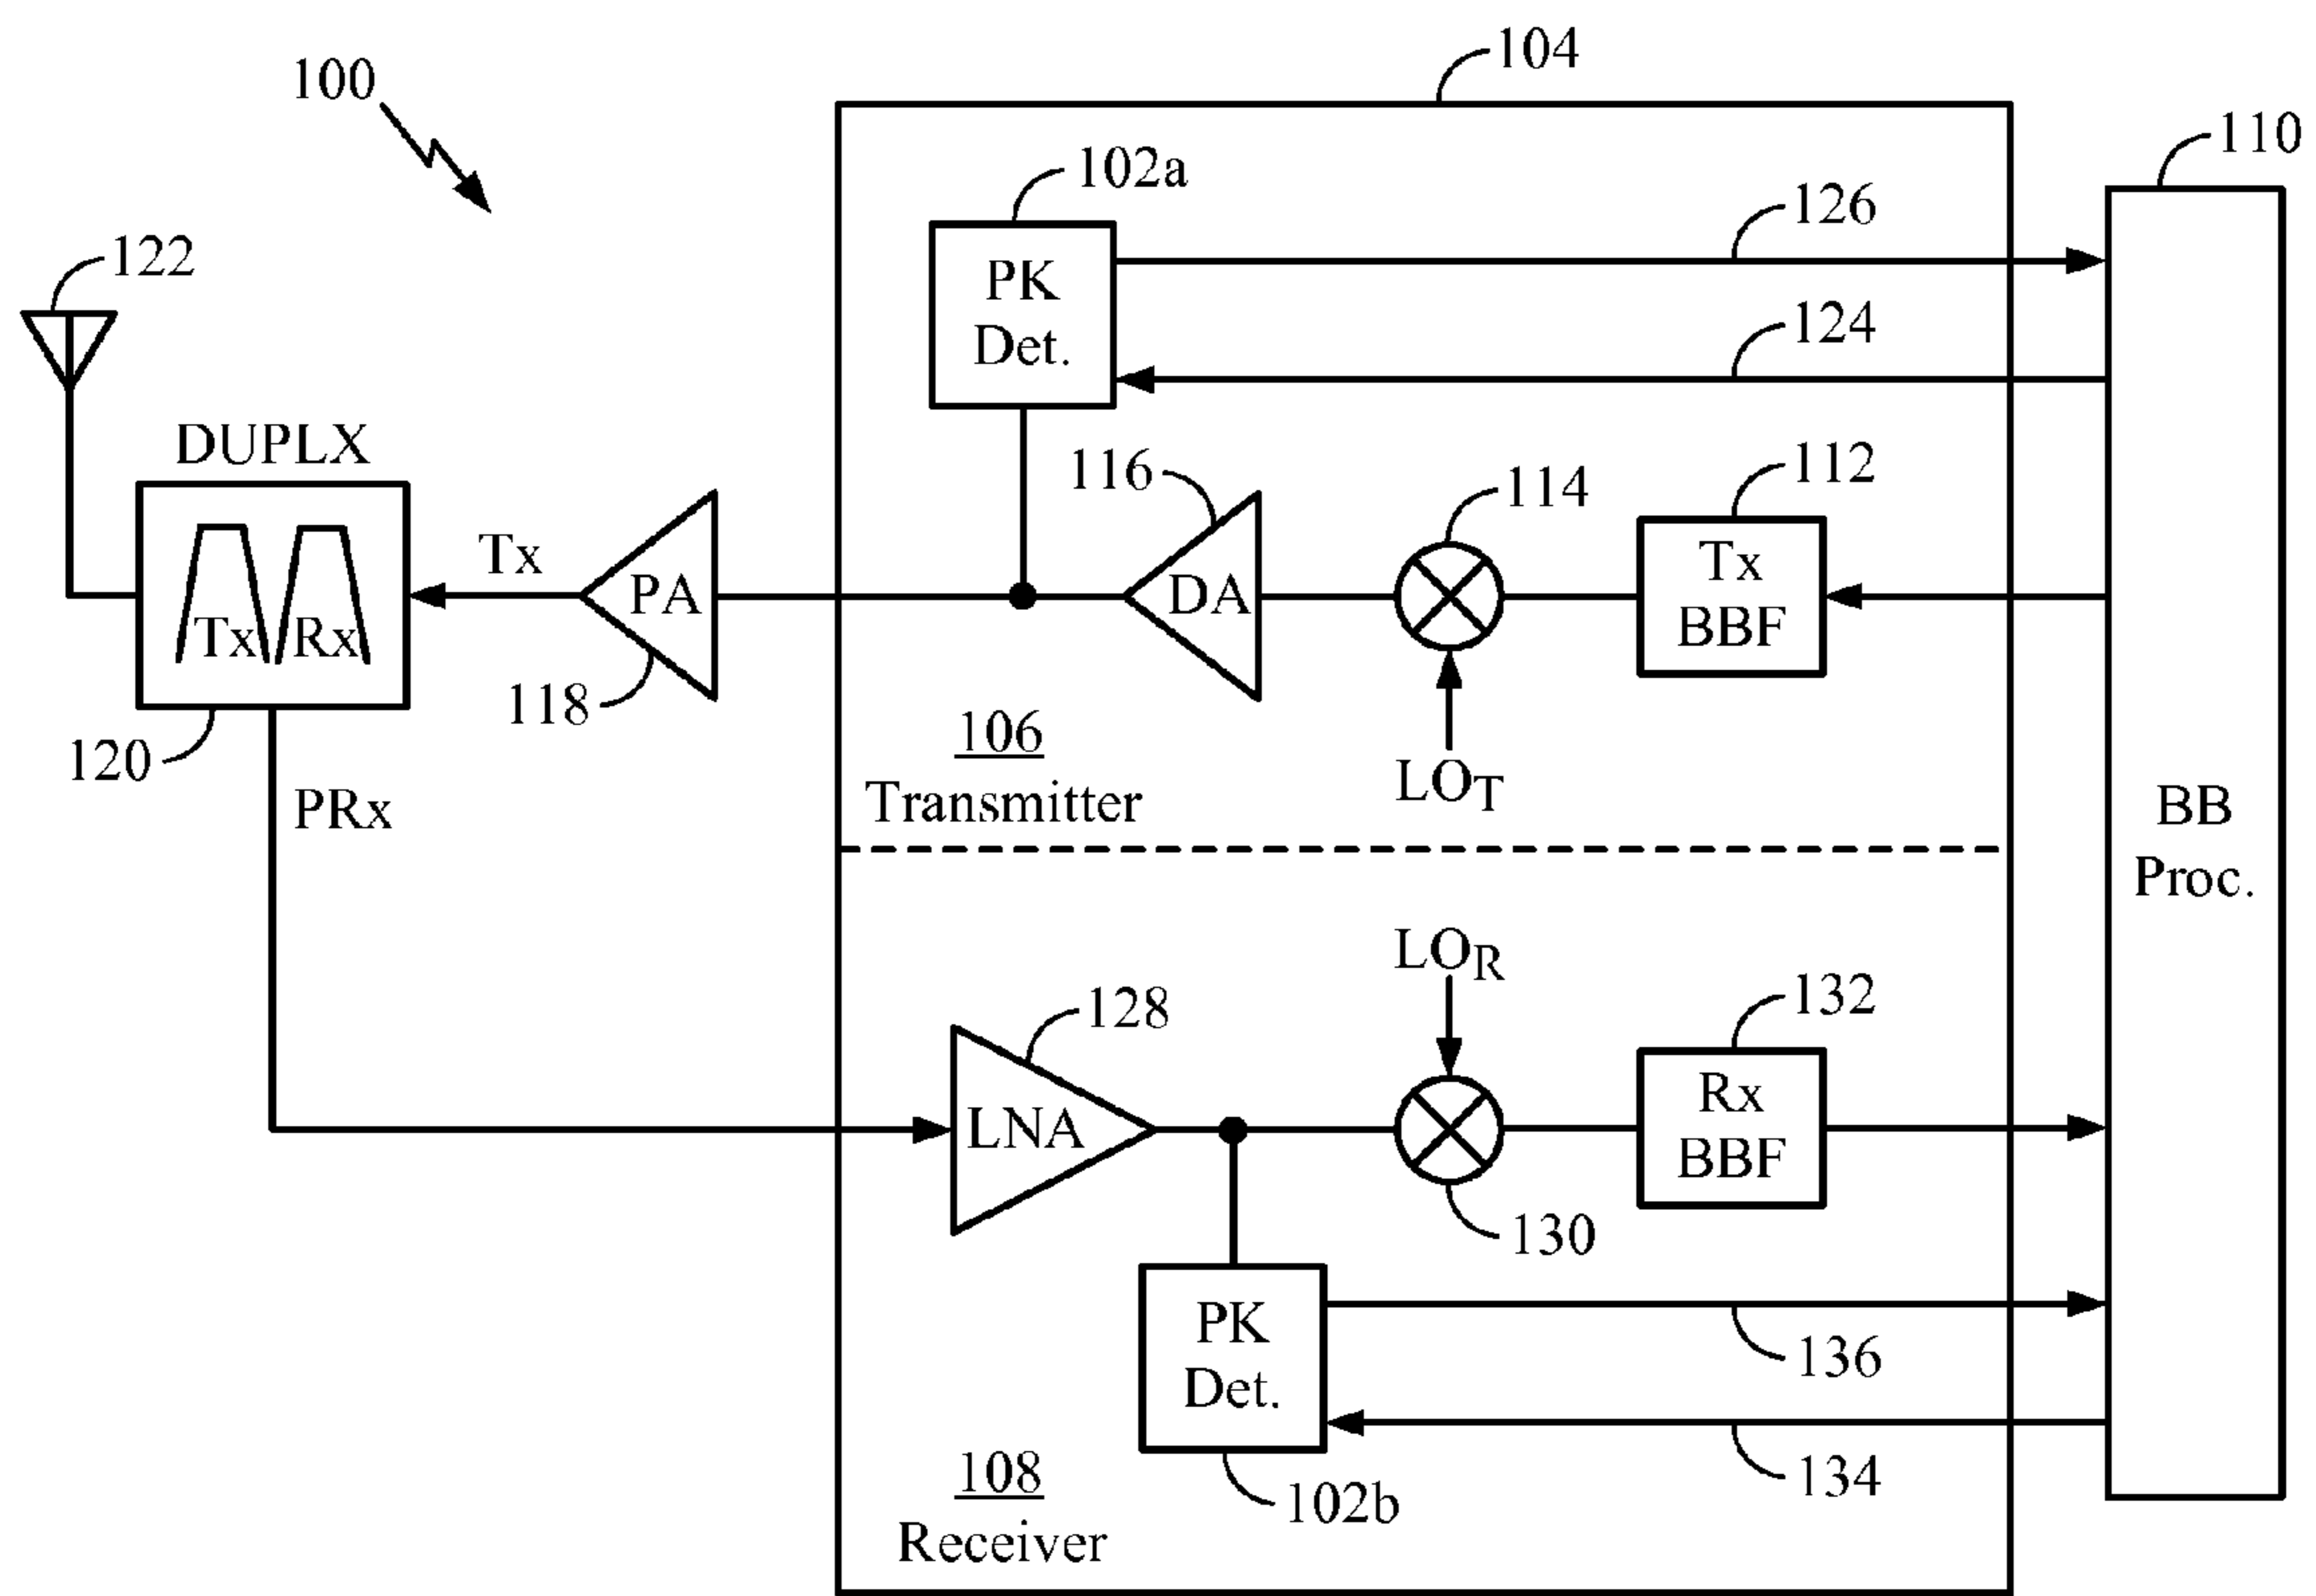 100
104
110
102a
126
122
PK
Det.
124
DUPLX
116
114
112
Tx
PA
DA
Tx
BBF
Tx
Rx
118
106
Transmitter
120
LOT
PRx
BB
Proc.
LOR
128
132
LNA
Rx
BBF
130
PK
Det.
136
134
108
Receiver
102b